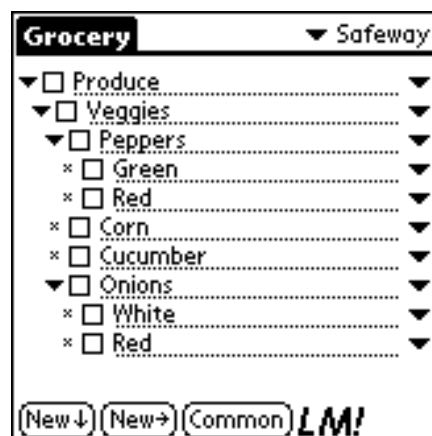 Grocery Safeway
Produce
Veggies
Peppers
Green
Red
Corn
Cucumber
Onions
White
Red
New↓ New→ Common LM!